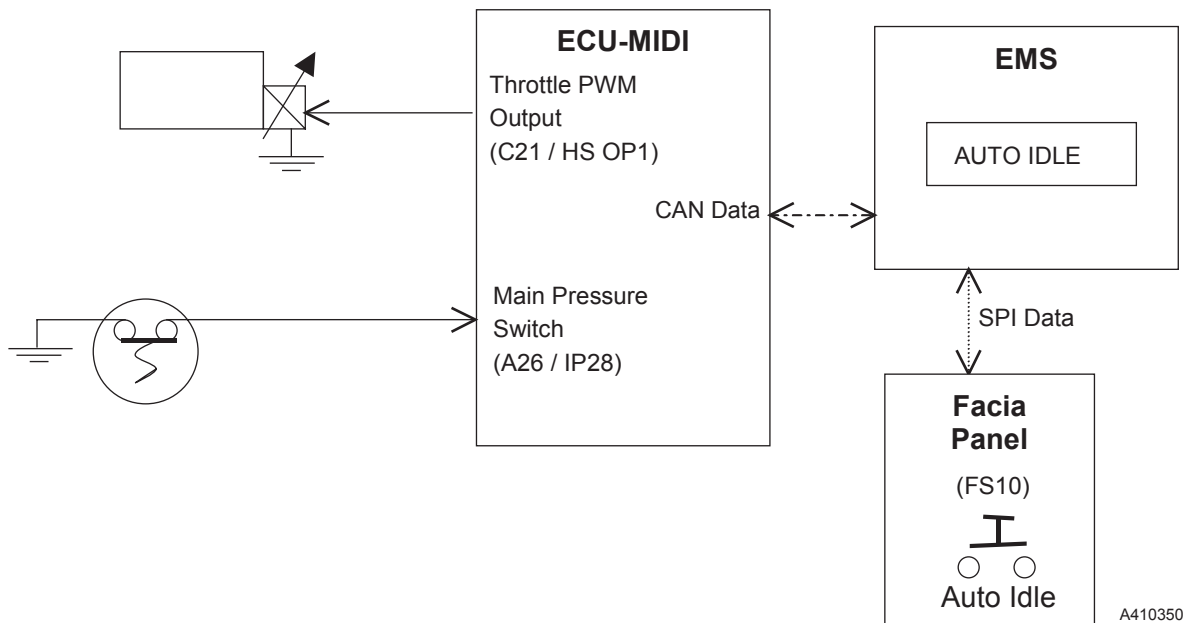 ECU-MIDI
Throttle PWM
Output
(C21 / HS OP1)
CAN Data
Main Pressure
Switch
(A26 / IP28)
EMS
AUTO IDLE
SPI Data
Facia
Panel
(FS10)
Auto Idle
A410350